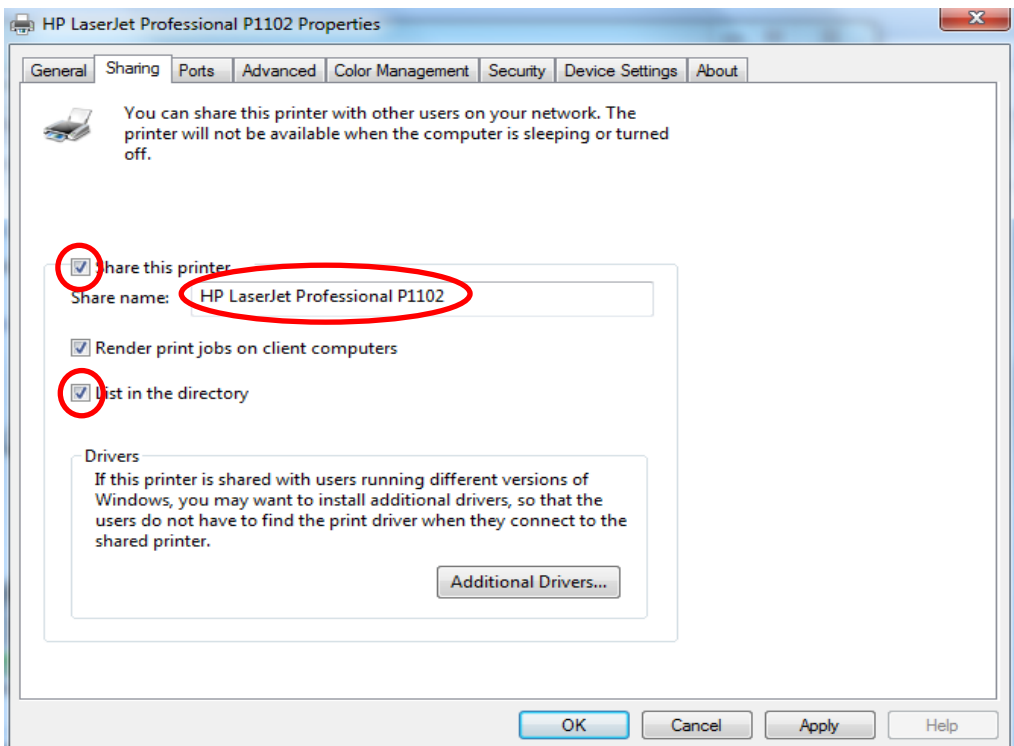 HP LaserJet Professional P1102 Properties
General Sharing Ports Advanced Color Management Security Device Settings About
You can share this printer with other users on your network. The
printer will not be available when the computer is sleeping or turned
off.
Share this printer
Share name: HP LaserJet Professional P1102
Render print jobs on client computers
List in the directory
Drivers
If this printer is shared with users running different versions of
Windows, you may want to install additional drivers, so that the
users do not have to find the print driver when they connect to the
shared printer.
Additional Drivers...
OK Cancel Apply Help